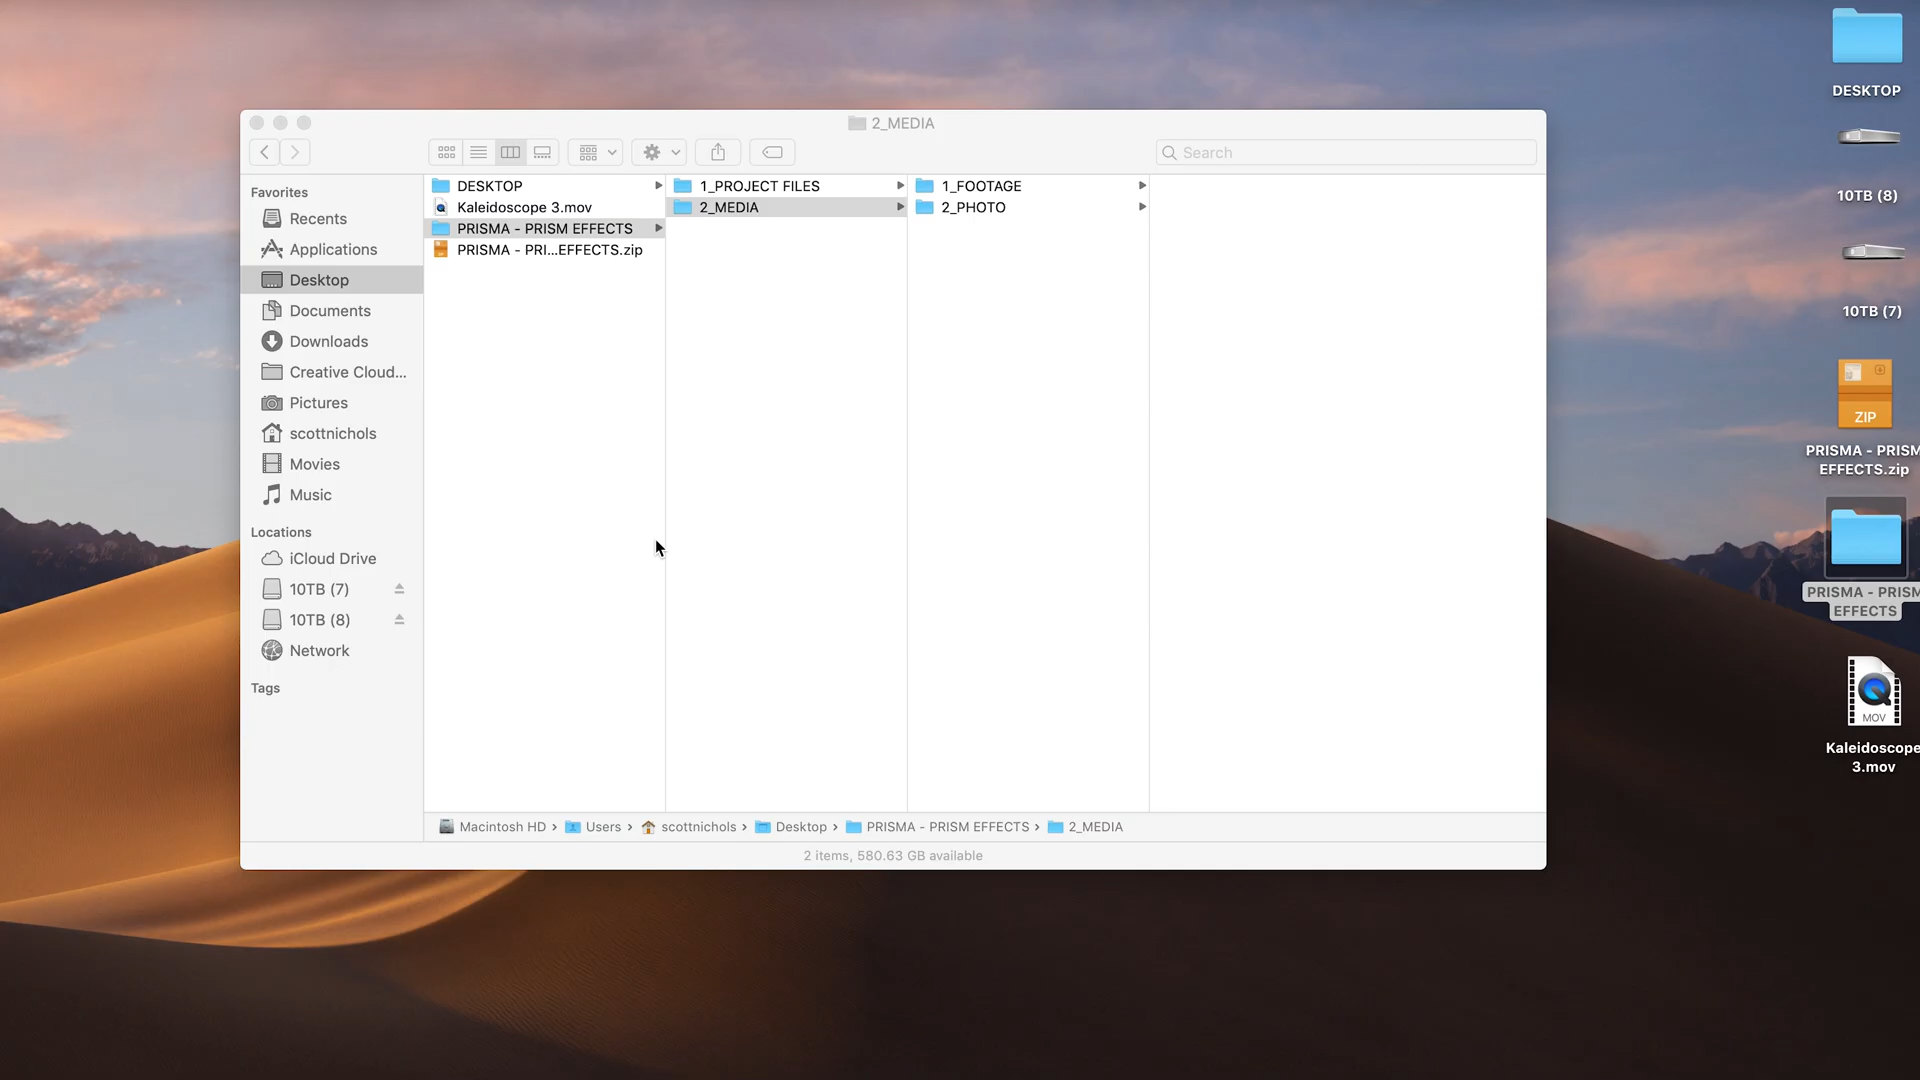 2_MEDIA
Search
Favorites
Recents
Applications
Desktop
Documents
Downloads
Creative Cloud...
Pictures
scottnichols
Movies
Music
Locations
iCloud Drive
10TB (7)
10TB (8)
Network
Tags
DESKTOP
Kaleidoscope 3.mov
PRISMA - PRISM EFFECTS
PRISMA - PRI...EFFECTS.zip
1_PROJECT FILES
2_MEDIA
1_FOOTAGE
2_PHOTO
Macintosh HD › Users › scottnichols › Desktop › PRISMA - PRISM EFFECTS › 2_MEDIA
2 items, 580.63 GB available
DESKTOP
10TB (8)
10TB (7)
ZIP
PRISMA - PRISM
EFFECTS.zip
PRISMA - PRISM
EFFECTS
MOV
Kaleidoscope
3.mov